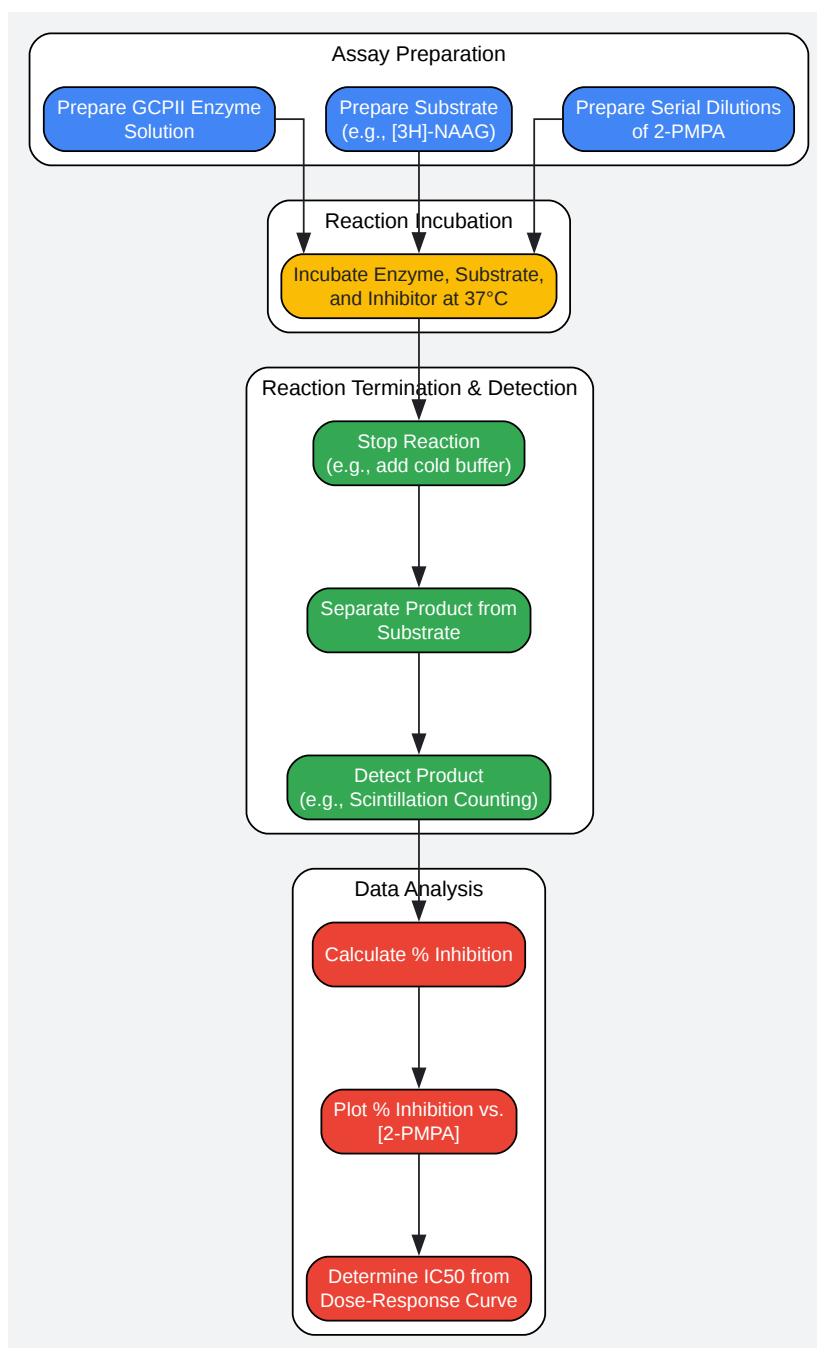 Assay Preparation
Prepare GCPII Enzyme
Solution
Prepare Substrate
(e.g., [3H]-NAAG)
Prepare Serial Dilutions
of 2-PMPA
Reaction Incubation
Incubate Enzyme, Substrate,
and Inhibitor at 37°C
Reaction Termination & Detection
Stop Reaction
(e.g., add cold buffer)
Separate Product from
Substrate
Detect Product
(e.g., Scintillation Counting)
Data Analysis
Calculate % Inhibition
Plot % Inhibition vs.
[2-PMPA]
Determine IC50 from
Dose-Response Curve